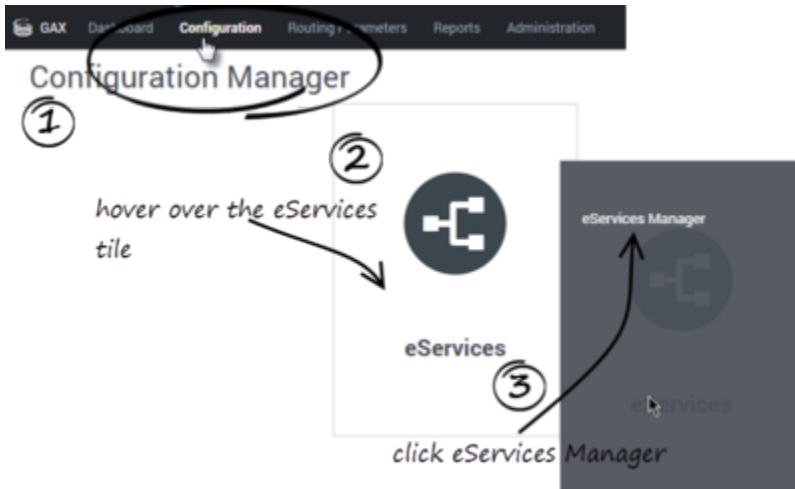 GAX Dashboard Configuration Routing Parameters Reports Administration
Configuration Manager
1
2
hover over the eServices
tile
eServices Manager
eServices
3
eServices
click eServices Manager